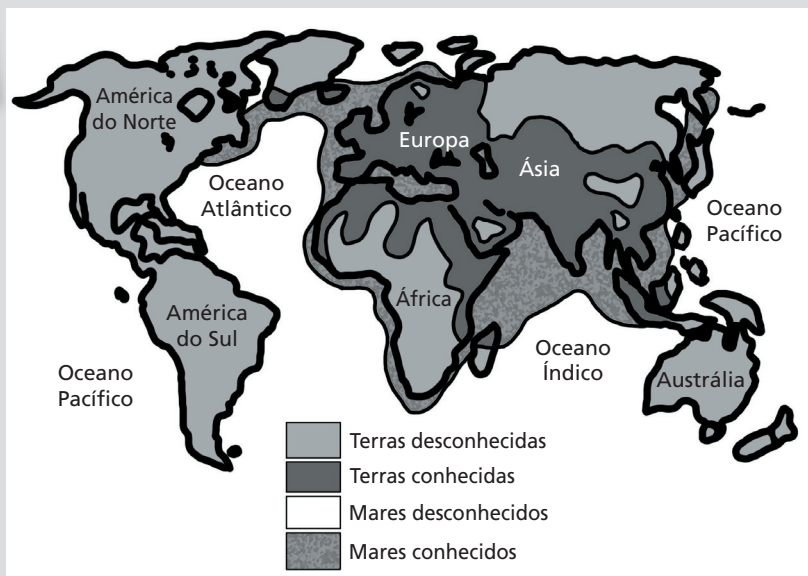 América
do Norte
Europa
Ásia
Oceano
Atlântico
Oceano
Pacífico
África
América
do Sul
Oceano
Índico
Oceano
Pacífico
Austrália
Terras desconhecidas
Terras conhecidas
Mares desconhecidos
Mares conhecidos